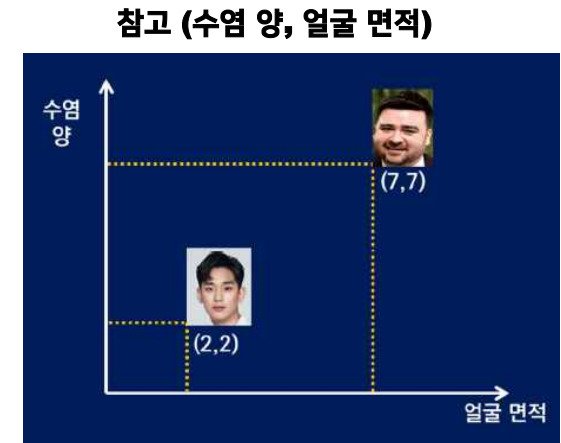 참고 (수염 양, 얼굴 면적)
수염
양
(7,7)
(2,2)
얼굴 면적